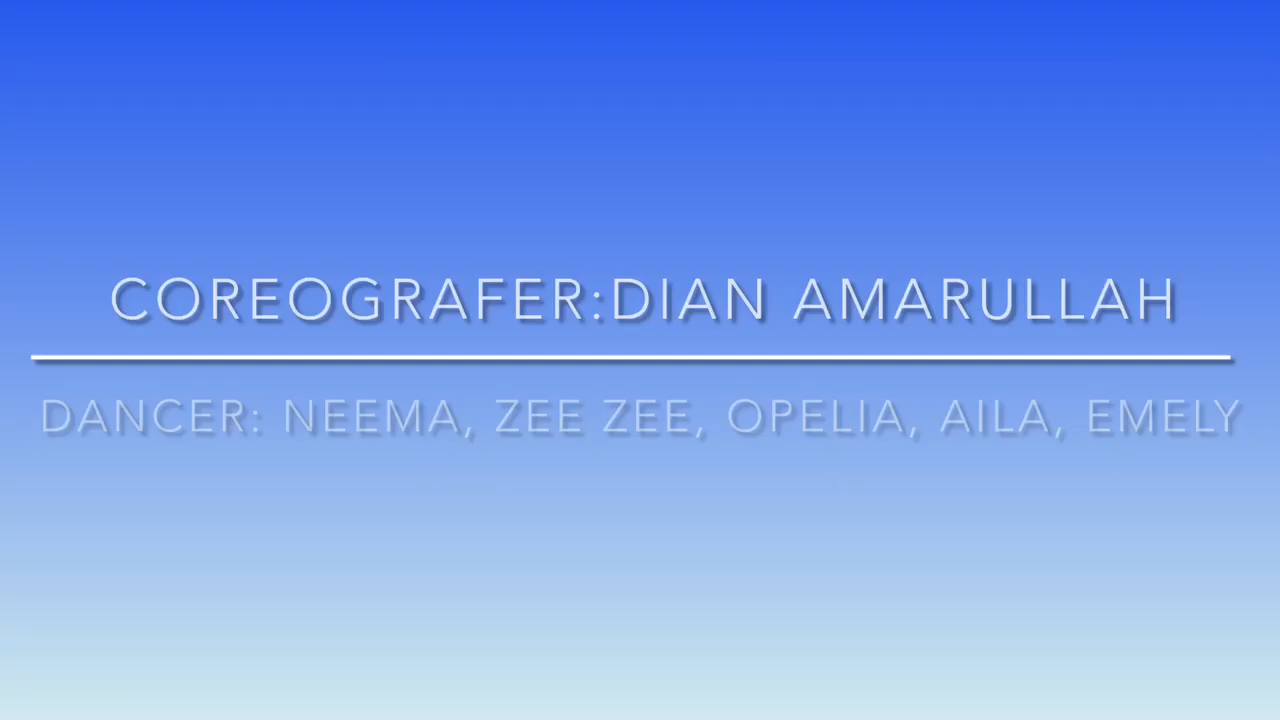 COREOGRAFER:DIAN AMARULLAH
DANCER: NEEMA, ZEE ZEE, OPELIA, AILA, EMELY